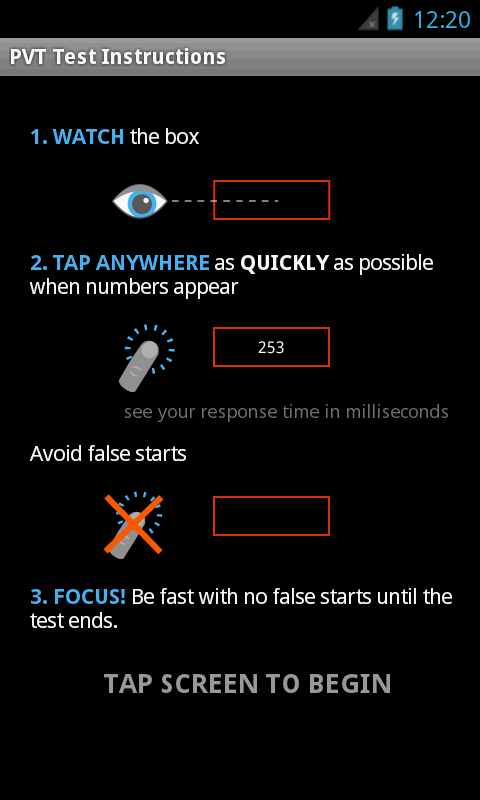 12:20
PVT Test Instructions
1. WATCH the box
2. TAP ANYWHERE as QUICKLY as possible
when numbers appear
253
see your response time in milliseconds
Avoid false starts
3. FOCUS! Be fast with no false starts until the
test ends.
TAP SCREEN TO BEGIN